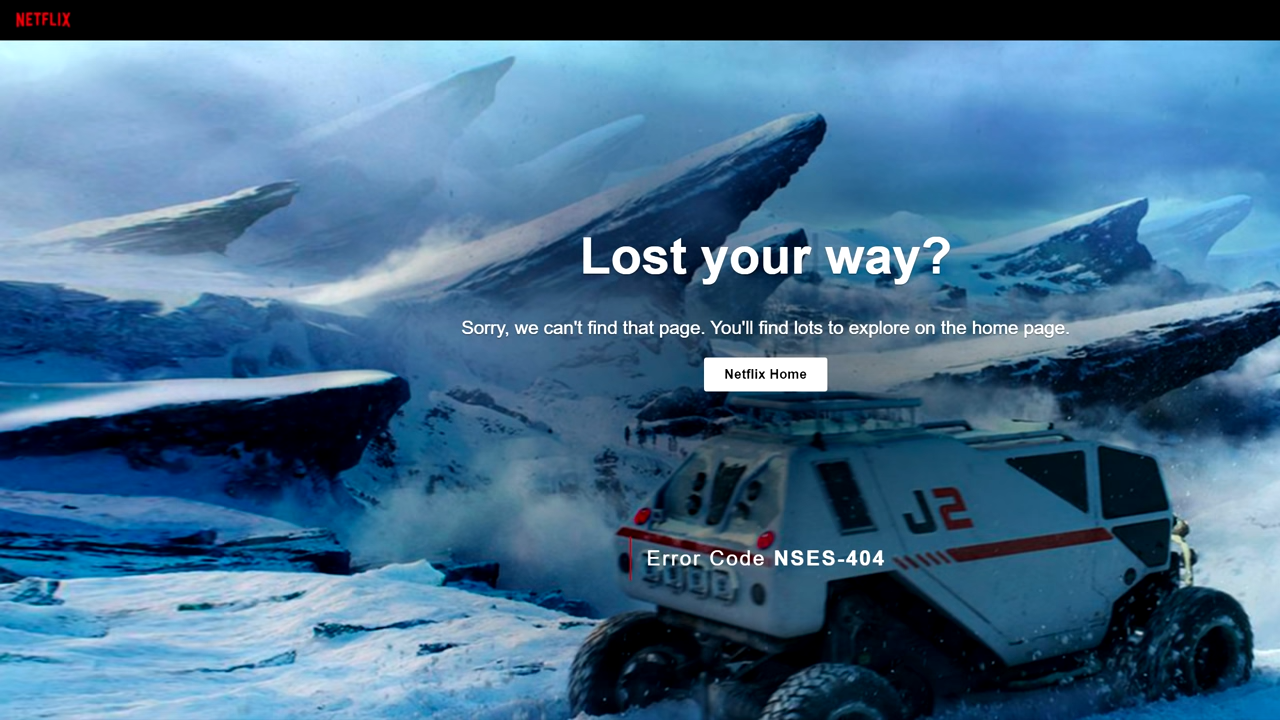 NETFLIX
Lost your way?
Sorry, we can't find that page. You'll find lots to explore on the home page.
Netflix Home
J2
Error Code NSES-404